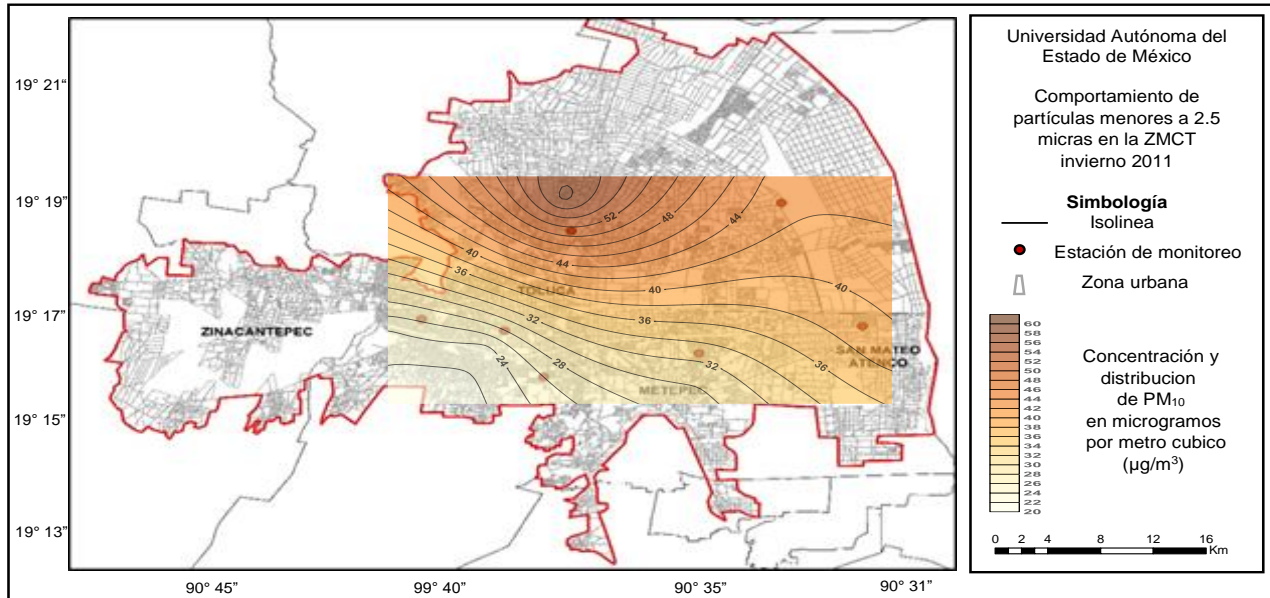 19° 21“
19° 19“
19° 17“
19° 15“
19° 13“
90° 45”
99° 40”
90° 35”
90° 31”
52
48
44
44
40
40
40
36
36
36
32
32
28
24
TOLUCA
ZINACANTEPEC
METEPEC
SAN MATEO
ATENCO
Universidad Autónoma del
Estado de México
Comportamiento de
partículas menores a 2.5
micras en la ZMCT
invierno 2011
Simbología
Isolinea
Estación de monitoreo
Zona urbana
60
58
56
54
52
50
48
46
44
42
40
38
36
34
32
30
28
26
24
22
20
Concentración y
distribucion
de PM₁₀
en microgramos
por metro cubico
(µg/m³)
0 4 8 12 16
Km